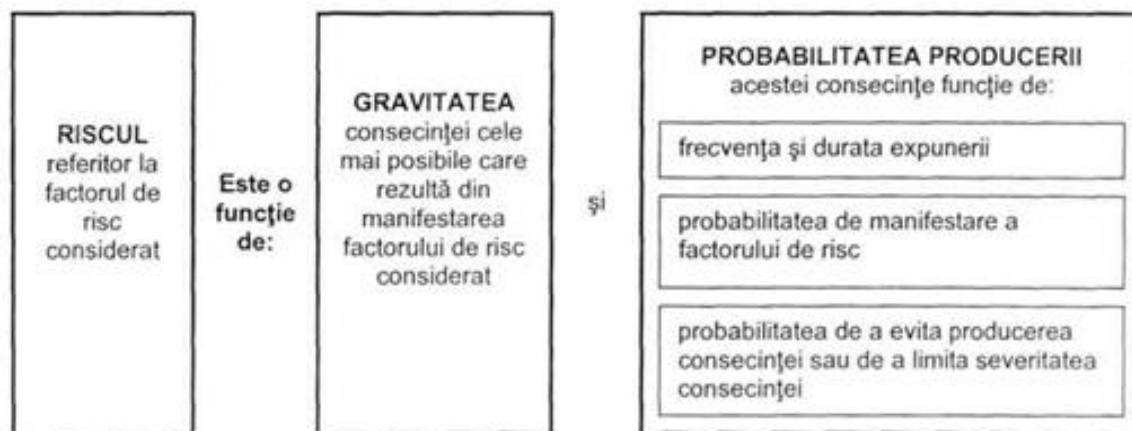 RISCUL
referitor la
factorul de
risc
considerat
Este o
funcţie
de:
GRAVITATEA
consecinţei cele
mai posibile care
rezultă din
manifestarea
factorului de risc
considerat
şi
PROBABILITATEA PRODUCERII
acestei consecinţe funcţie de:
frecvenţa şi durata expunerii
probabilitatea de manifestare a
factorului de risc
probabilitatea de a evita producerea
consecinţei sau de a limita severitatea
consecinţei